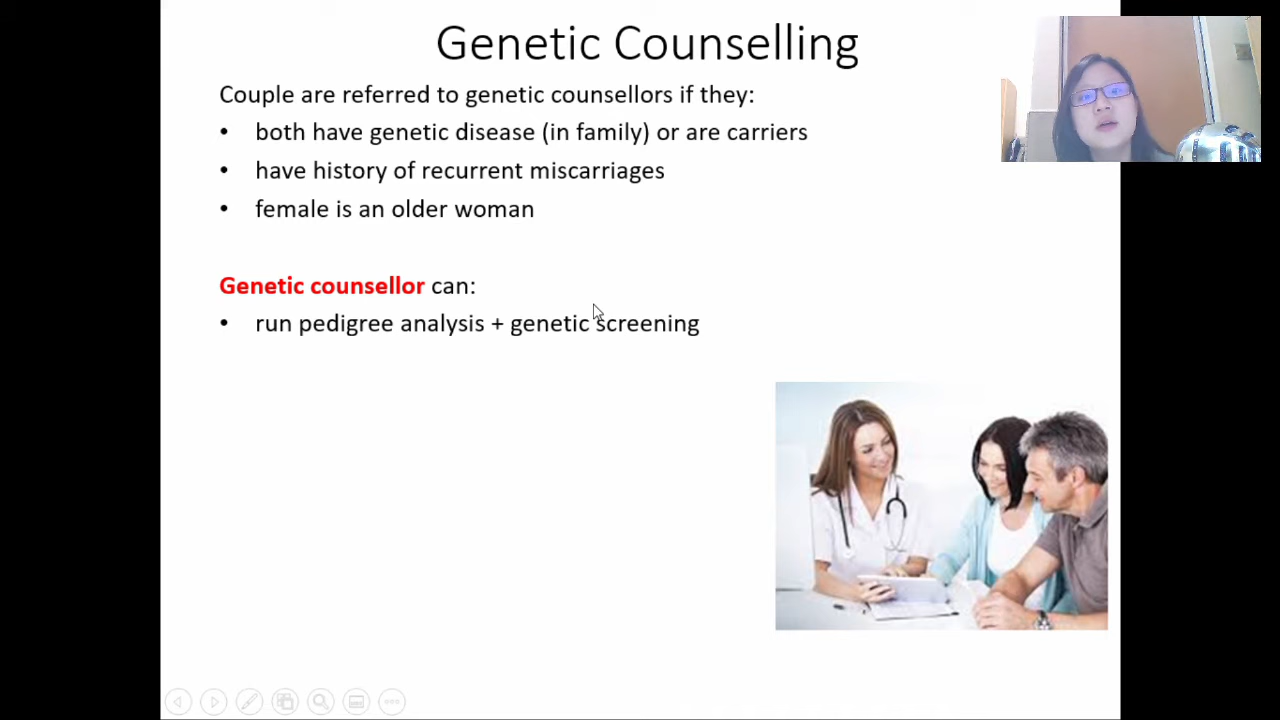 Genetic Counselling
Couple are referred to genetic counsellors if they:
• both have genetic disease (in family) or are carriers
• have history of recurrent miscarriages
• female is an older woman
Genetic counsellor can:
• run pedigree analysis + genetic screening